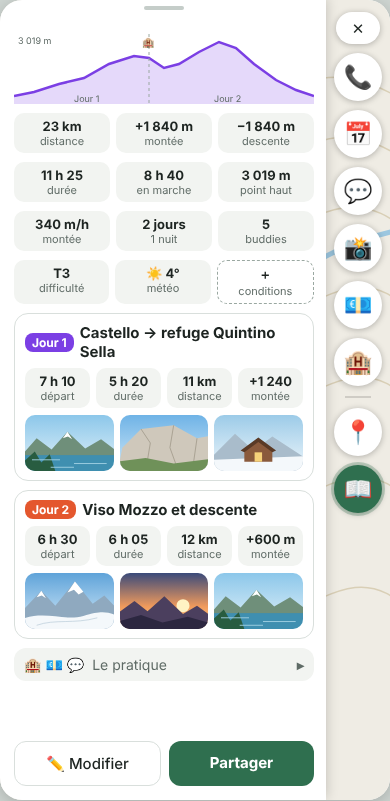 3 019 m
Jour 1
Jour 2
23 km
distance
+1 840 m
montée
−1 840 m
descente
11 h 25
durée
8 h 40
en marche
3 019 m
point haut
340 m/h
montée
2 jours
1 nuit
5
buddies
T3
difficulté
☀️ 4°
météo
+
conditions
Jour 1
Castello → refuge Quintino
Sella
7 h 10
départ
5 h 20
durée
11 km
distance
+1 240
montée
Jour 2
Viso Mozzo et descente
6 h 30
départ
6 h 05
durée
12 km
distance
+600 m
montée
Le pratique
Modifier
Partager